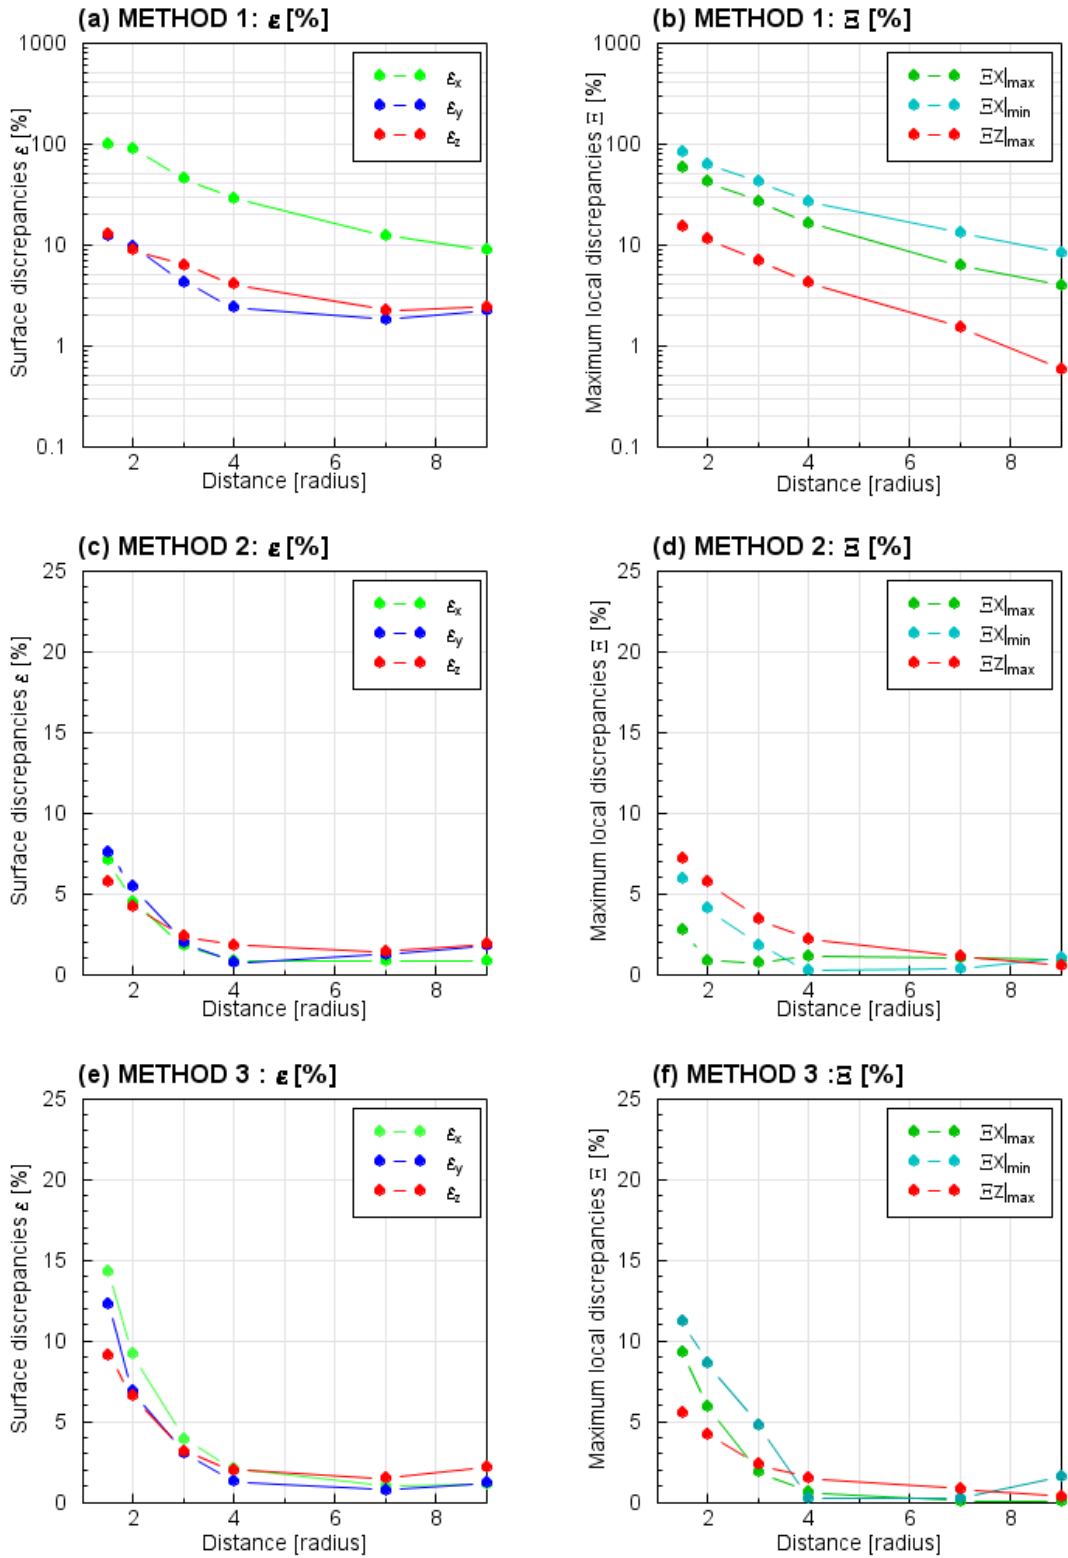 (a) METHOD 1: ε [%]
1000
100
10
1
0.1
2 4 6 8
Surface discrepancies ε [%]
Distance [radius]
εx
εy
εz
(b) METHOD 1: Ξ [%]
1000
100
10
1
0.1
2 4 6 8
Maximum local discrepancies Ξ [%]
Distance [radius]
ΞX|max
ΞX|min
ΞZ|max
(c) METHOD 2: ε [%]
25
20
15
10
5
0
2 4 6 8
Surface discrepancies ε [%]
Distance [radius]
εx
εy
εz
(d) METHOD 2: Ξ [%]
25
20
15
10
5
0
2 4 6 8
Maximum local discrepancies Ξ [%]
Distance [radius]
ΞX|max
ΞX|min
ΞZ|max
(e) METHOD 3 : ε [%]
25
20
15
10
5
0
2 4 6 8
Surface discrepancies ε [%]
Distance [radius]
εx
εy
εz
(f) METHOD 3 :Ξ [%]
25
20
15
10
5
0
2 4 6 8
Maximum local discrepancies Ξ [%]
Distance [radius]
ΞX|max
ΞX|min
ΞZ|max